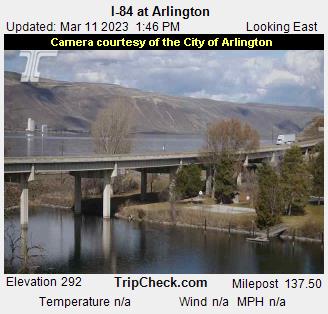 I-84 at Arlington
Updated: Mar 11 2023 1:46 PM Looking East
Camera courtesy of the City of Arlington
Elevation 292 TripCheck.com Milepost 137.50
Temperature n/a Wind n/a MPH n/a